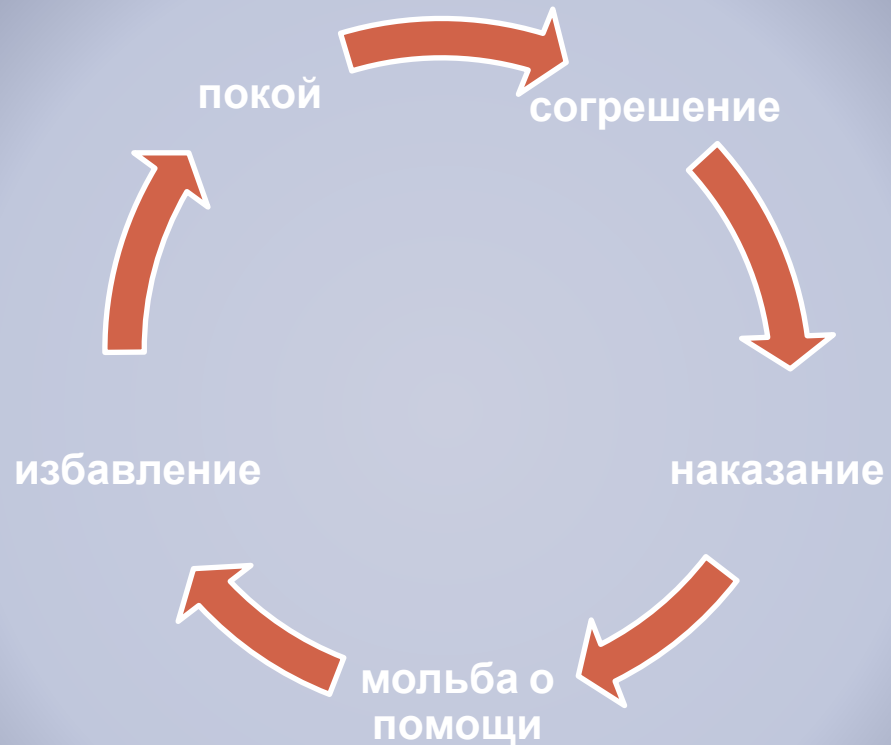 покой
согрешение
наказание
мольба о
помощи
избавление